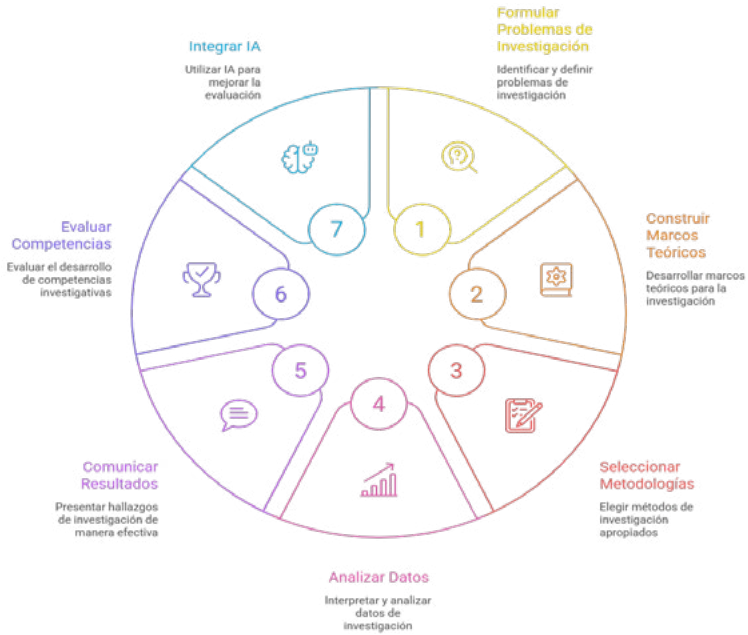 Formular
Problemas de
Investigación
Identificar y definir
problemas de
investigación
1
Construir
Marcos
Teóricos
Desarrollar marcos
teóricos para la
investigación
2
Seleccionar
Metodologías
Elegir métodos de
investigación
apropiados
3
Analizar Datos
Interpretar y analizar
datos de
investigación
4
Comunicar
Resultados
Presentar hallazgos
de investigación de
manera efectiva
5
Evaluar
Competencias
Evaluar el desarrollo
de competencias
investigativas
6
Integrar IA
Utilizar IA para
mejorar la
evaluación
7